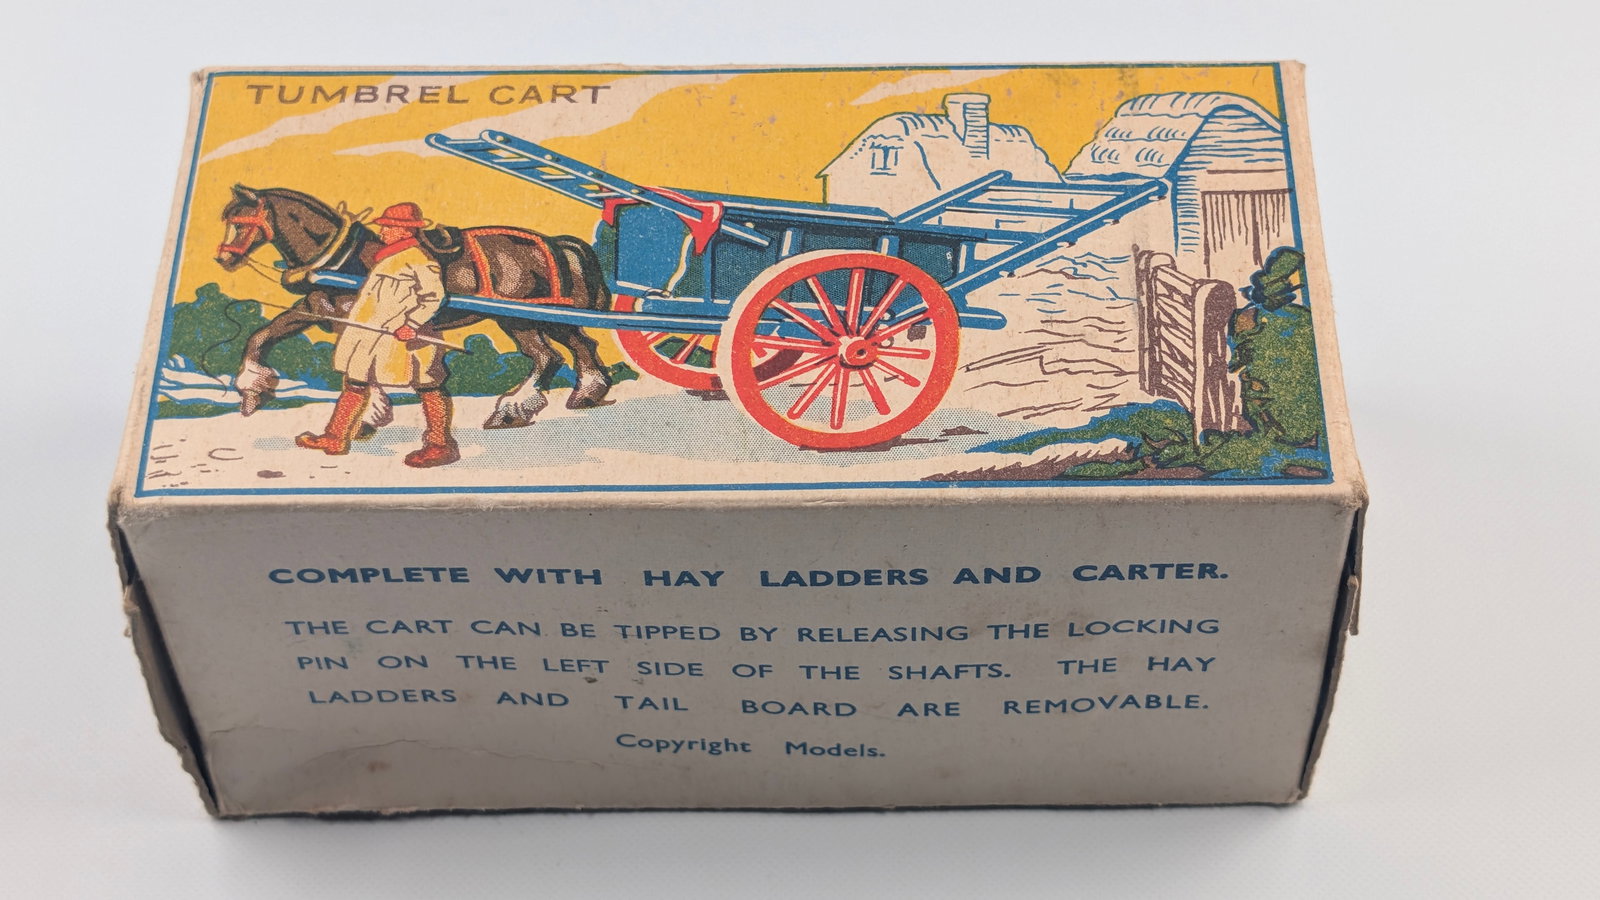 TUMBREL CART
COMPLETE WITH HAY LADDERS AND CARTER.
THE CART CAN BE TIPPED BY RELEASING THE LOCKING
PIN ON THE LEFT SIDE OF THE SHAFTS. THE HAY
LADDERS AND TAIL BOARD ARE REMOVABLE.
Copyright Models.